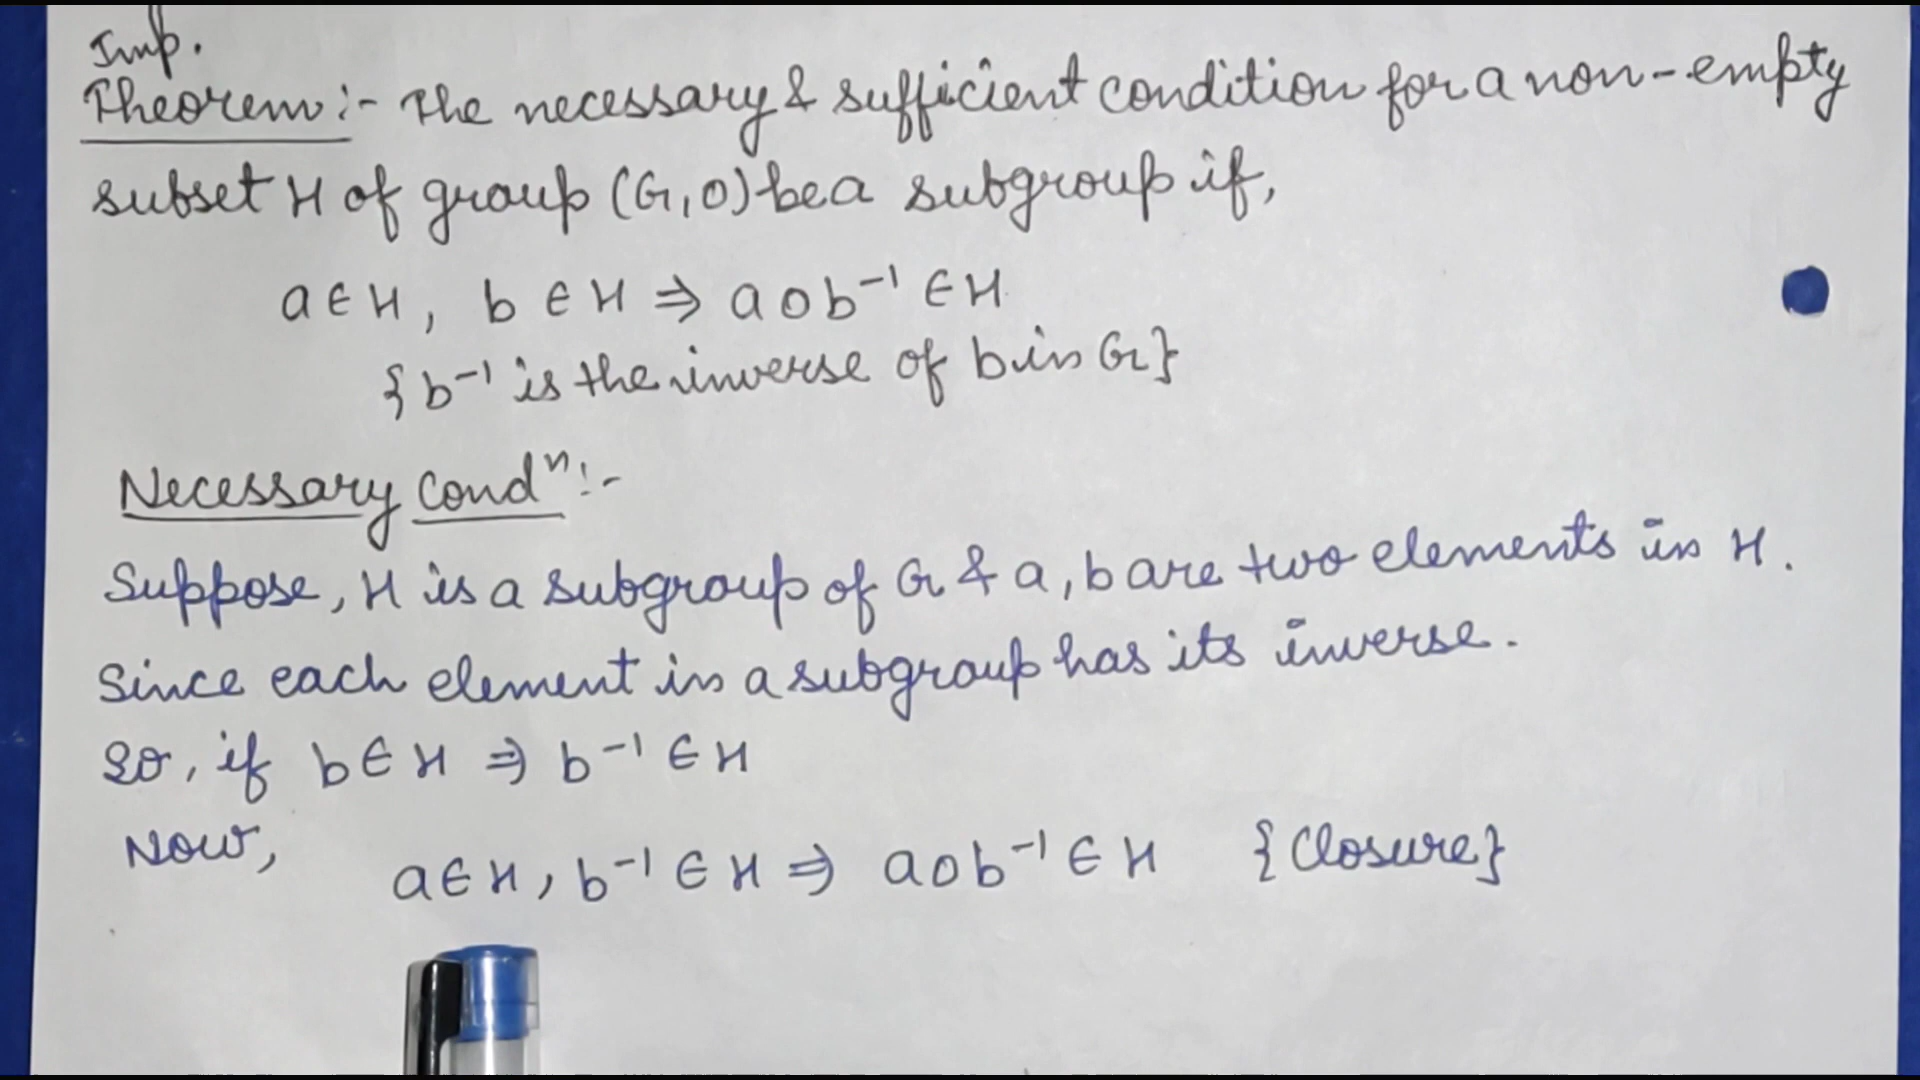 Imp.
Theorem:- The necessary & sufficient condition for a non-empty
subset H of group (G,o) be a subgroup if,
a∈H, b∈H ⇒ aob⁻¹∈H
{b⁻¹ is the inverse of b in G}
Necessary Condⁿ:-
Suppose, H is a subgroup of G & a, b are two elements in H.
Since each element in a subgroup has its inverse.
So, if b∈H ⇒ b⁻¹∈H
Now,
a∈H, b⁻¹∈H ⇒ aob⁻¹∈H {Closure}